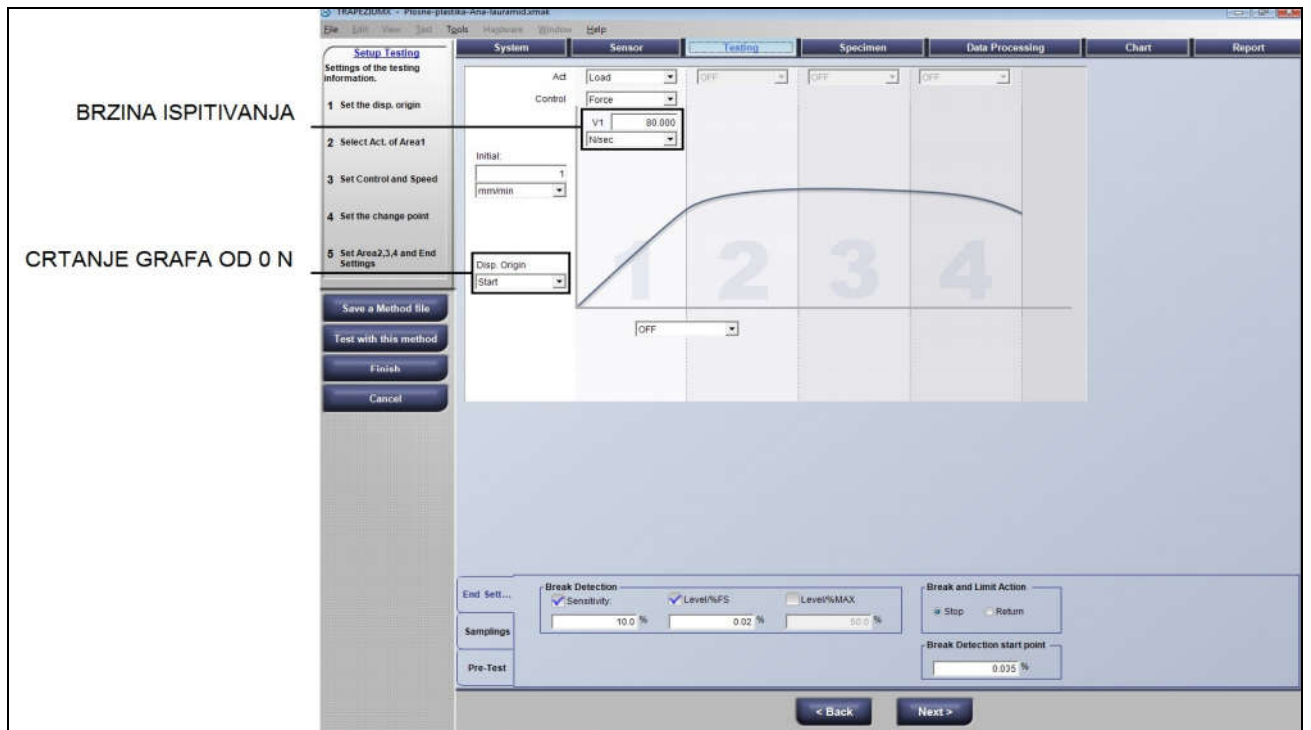 TRAPEZIUMX - Plosne-plastika-Ana-lauramid.xmak
File Edit View Test Tools Hardware Window Help
Setup Testing
System Sensor Testing Specimen Data Processing Chart Report
Settings of the testing
information.
1 Set the disp. origin
2 Select Act. of Area1
3 Set Control and Speed
4 Set the change point
5 Set Area2,3,4 and End
Settings
Save a Method file
Test with this method
Finish
Cancel
BRZINA ISPITIVANJA
CRTANJE GRAFA OD 0 N
Act Load OFF OFF OFF
Control Force
V1 80.000
N/sec
Initial:
1
mm/min
Disp. Origin
Start
1 2 3 4
OFF
End Sett...
Samplings
Pre-Test
Break Detection
Sensitivity: Level/%FS Level/%MAX
10.0 % 0.02 % 50.0 %
Break and Limit Action
Stop Return
Break Detection start point
0.035 %
< Back Next >